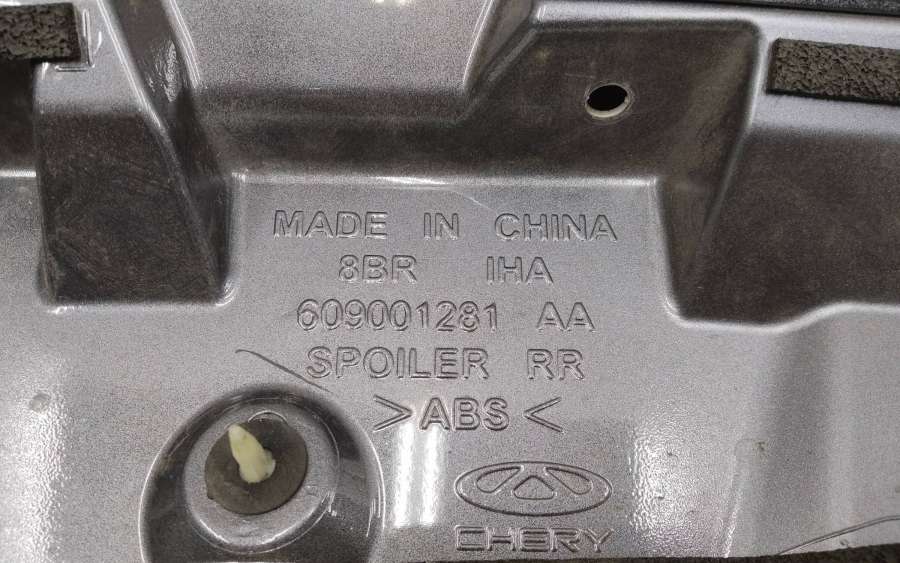 MADE IN CHINA
8BR IHA
609001281 AA
SPOILER RR
>ABS<
CHERY